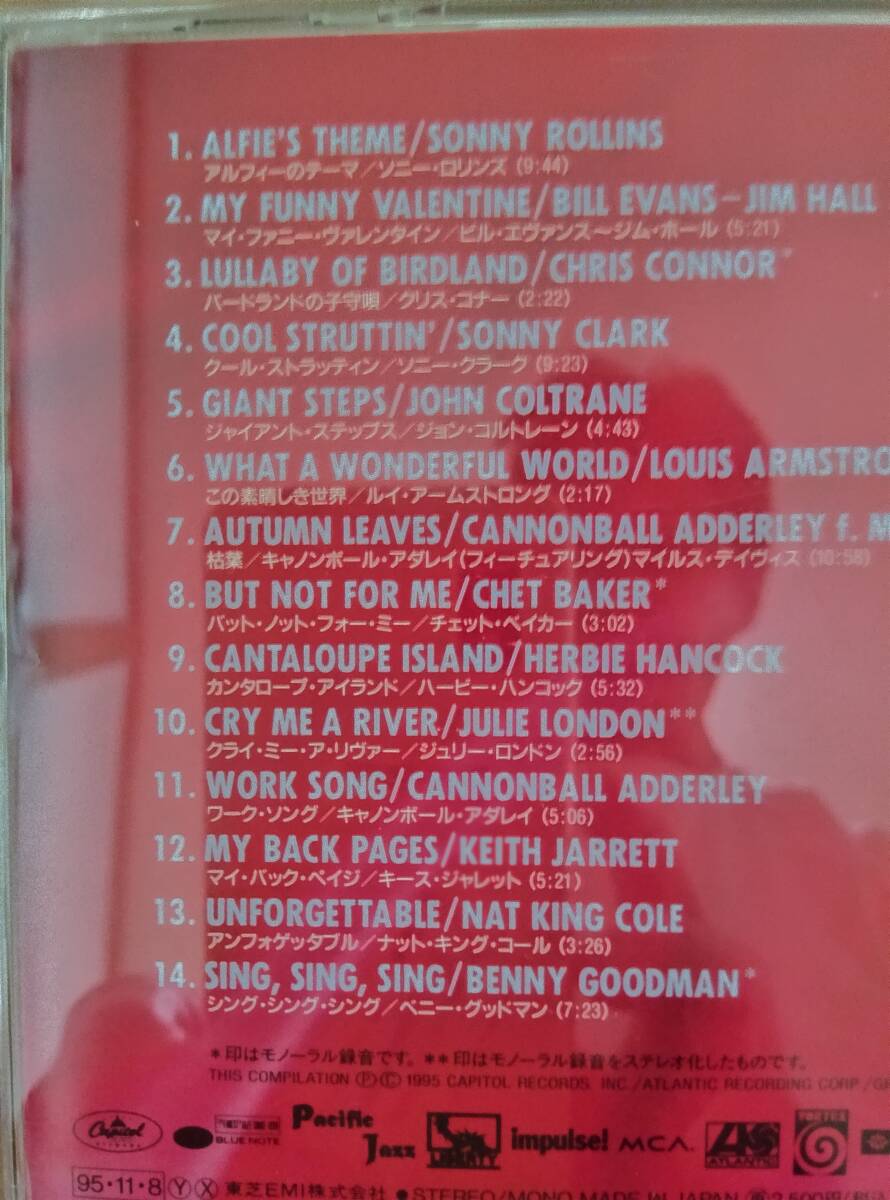 1. ALFIE'S THEME/SONNY ROLLINS
アルフィーのテーマ/ソニー・ロリンズ (9:44)
2. MY FUNNY VALENTINE/BILL EVANS–JIM HALL
マイ・ファニー・ヴァレンタイン/ビル・エヴァンス〜ジム・ホール (5:21)
3. LULLABY OF BIRDLAND/CHRIS CONNOR*
バードランドの子守唄/クリス・コナー (2:22)
4. COOL STRUTTIN'/SONNY CLARK
クール・ストラッティン/ソニー・クラーク (9:23)
5. GIANT STEPS/JOHN COLTRANE
ジャイアント・ステップス/ジョン・コルトレーン (4:43)
6. WHAT A WONDERFUL WORLD/LOUIS ARMSTRO
この素晴しき世界/ルイ・アームストロング (2:17)
7. AUTUMN LEAVES/CANNONBALL ADDERLEY f. M
枯葉/キャノンボール・アダレイ(フィーチュアリング)マイルス・デイヴィス (10:58)
8. BUT NOT FOR ME/CHET BAKER*
バット・ノット・フォー・ミー/チェット・ベイカー (3:02)
9. CANTALOUPE ISLAND/HERBIE HANCOCK
カンタロープ・アイランド/ハービー・ハンコック (5:32)
10. CRY ME A RIVER/JULIE LONDON**
クライ・ミー・ア・リヴァー/ジュリー・ロンドン (2:56)
11. WORK SONG/CANNONBALL ADDERLEY
ワーク・ソング/キャノンボール・アダレイ (5:06)
12. MY BACK PAGES/KEITH JARRETT
マイ・バック・ペイジ/キース・ジャレット (5:21)
13. UNFORGETTABLE/NAT KING COLE
アンフォゲッタブル/ナット・キング・コール (3:26)
14. SING, SING, SING/BENNY GOODMAN*
シング・シング・シング/ベニー・グッドマン (7:23)
*印はモノーラル録音です。**印はモノーラル録音をステレオ化したものです。
THIS COMPILATION ℗© 1995 CAPITOL RECORDS, INC./ATLANTIC RECORDING CORP./GR
Capitol BLUE NOTE Pacific Jazz LIBERTY impulse! MCA. ATLANTIC
95・11・8 Ⓨ Ⓧ 東芝EMI株式会社 ●STEREO/MONO MADE IN